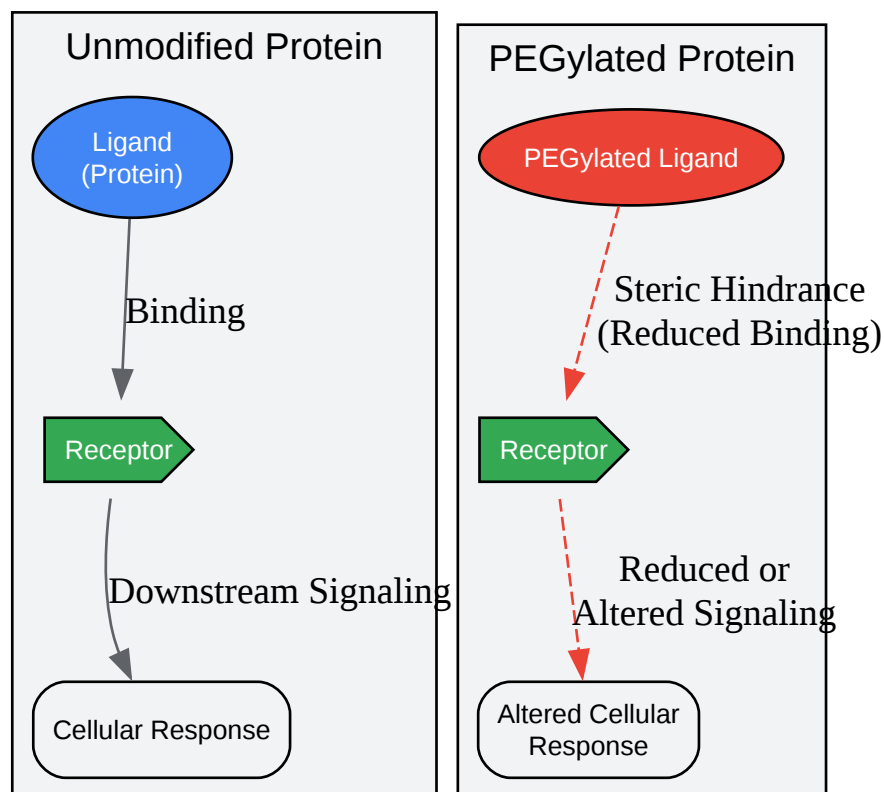 Unmodified Protein
Ligand
(Protein)
Binding
Receptor
Downstream Signaling
Cellular Response
PEGylated Protein
PEGylated Ligand
Steric Hindrance
(Reduced Binding)
Receptor
Reduced or
Altered Signaling
Altered Cellular
Response